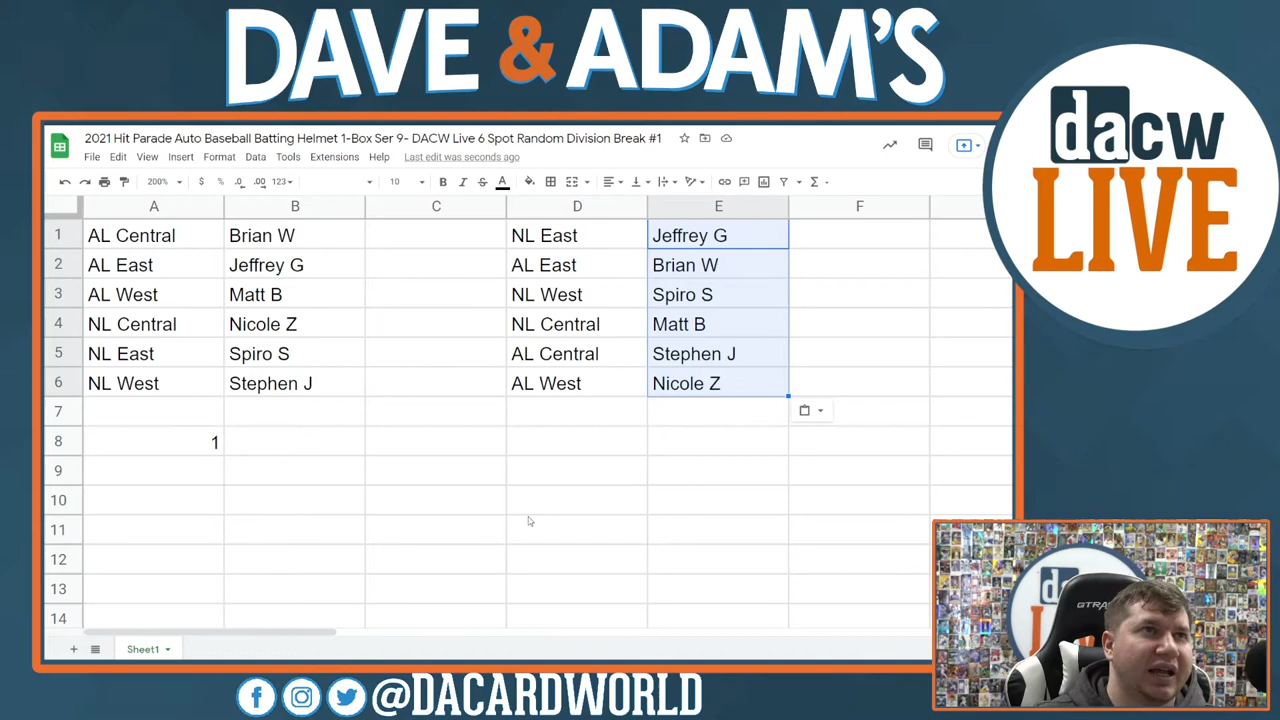 DAVE & ADAM'S
dacw
LIVE
2021 Hit Parade Auto Baseball Batting Helmet 1-Box Ser 9- DACW Live 6 Spot Random Division Break #1
File Edit View Insert Format Data Tools Extensions Help Last edit was seconds ago
200% $ % .0 .00 123 10 B I S A
A B C D E F
1 AL Central Brian W NL East Jeffrey G
2 AL East Jeffrey G AL East Brian W
3 AL West Matt B NL West Spiro S
4 NL Central Nicole Z NL Central Matt B
5 NL East Spiro S AL Central Stephen J
6 NL West Stephen J AL West Nicole Z
7
8 1
9
10
11
12
13
14
Sheet1
@DACARDWORLD
da
LIVE